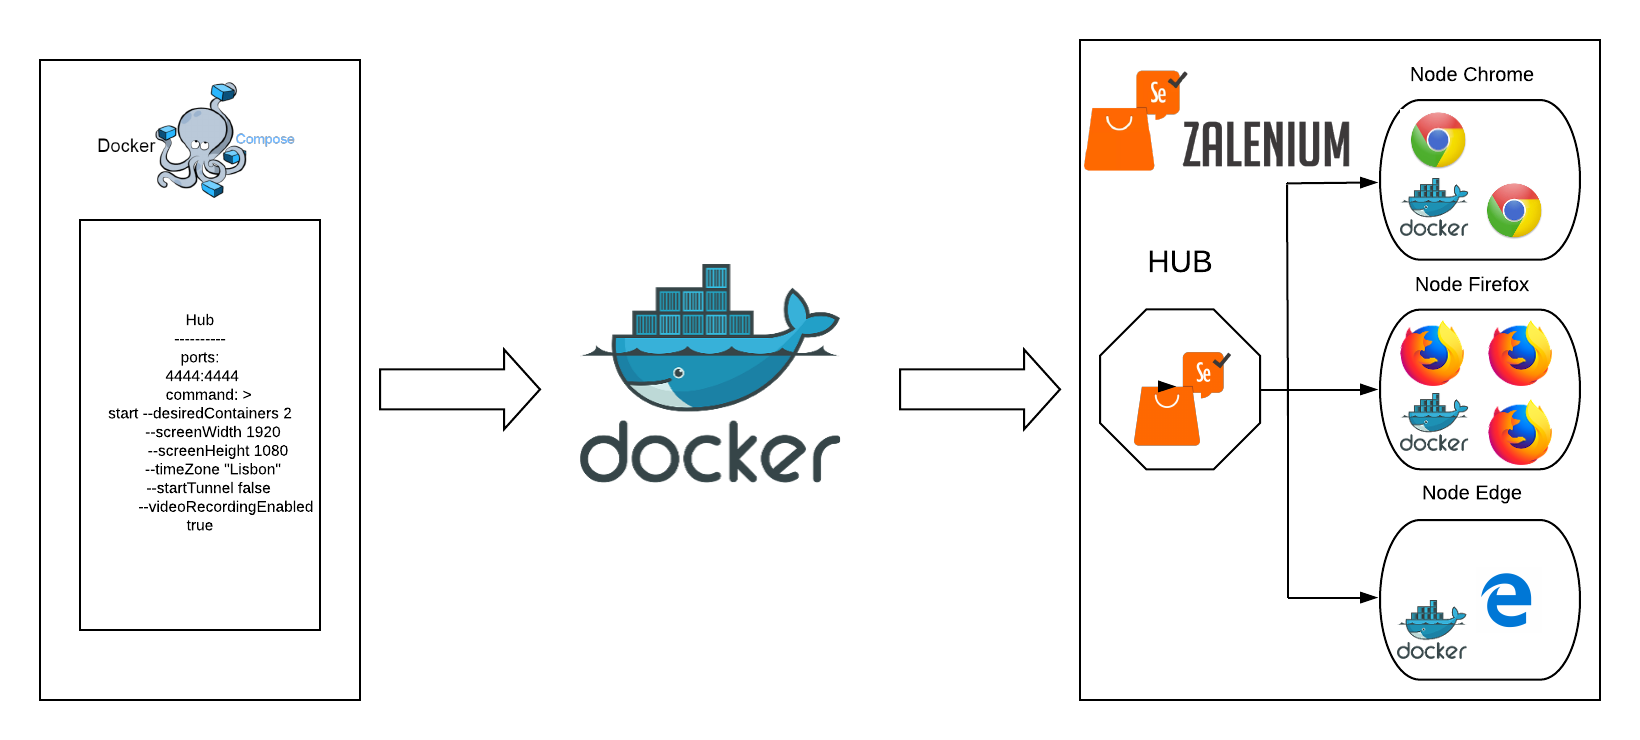 Docker
Compose
Hub
----------
ports:
4444:4444
command: >
start --desiredContainers 2
--screenWidth 1920
--screenHeight 1080
--timeZone "Lisbon"
--startTunnel false
--videoRecordingEnabled
true
docker
Se
ZALENIUM
HUB
Se
Node Chrome
docker
Node Firefox
docker
Node Edge
docker